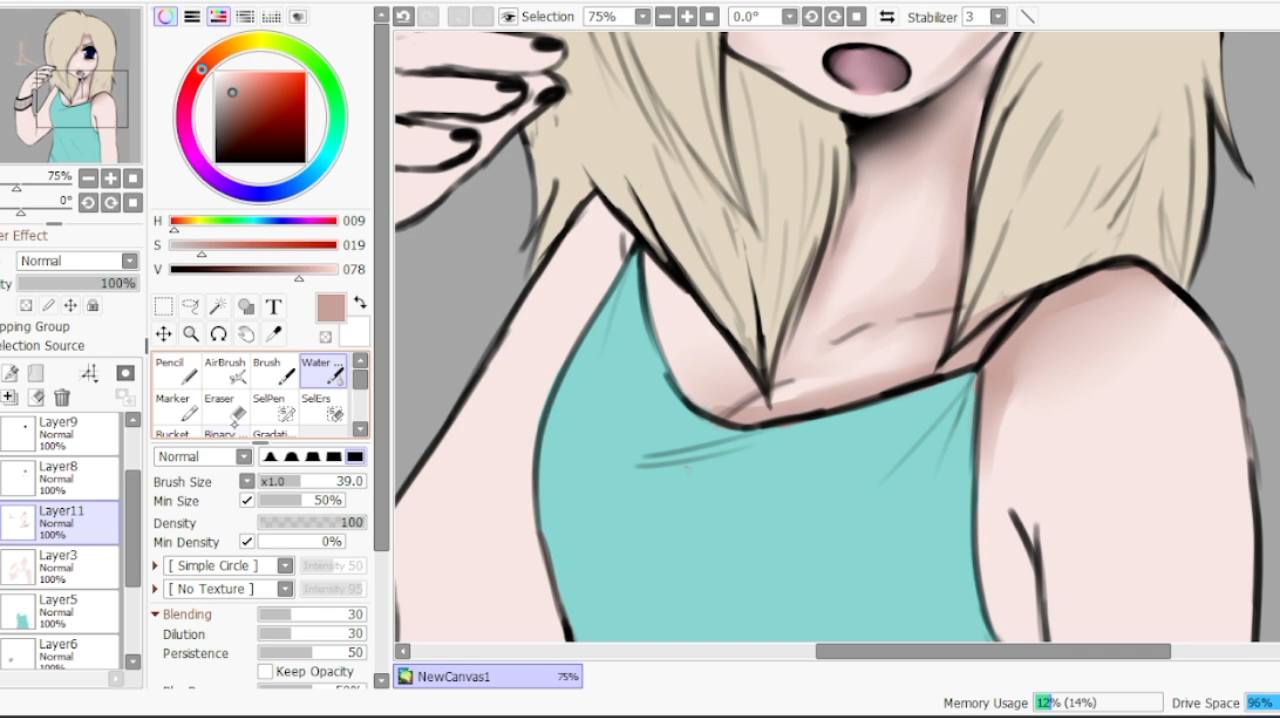 Selection 75% 0.0° Stabilizer 3
75%
0°
er Effect
Normal
ty 100%
pping Group
election Source
Layer9
Normal
100%
Layer8
Normal
100%
Layer11
Normal
100%
Layer3
Normal
100%
Layer5
Normal
100%
Layer6
Normal
100%
H 009
S 019
V 078
T
Pencil AirBrush Brush Water ...
Marker Eraser SelPen SelErs
Bucket Binary ... Gradati...
Normal
Brush Size x1.0 39.0
Min Size 50%
Density 100
Min Density 0%
[ Simple Circle ] Intensity 50
[ No Texture ] Intensity 95
Blending 30
Dilution 30
Persistence 50
Keep Opacity
50%
NewCanvas1 75%
Memory Usage 12% (14%) Drive Space 96%